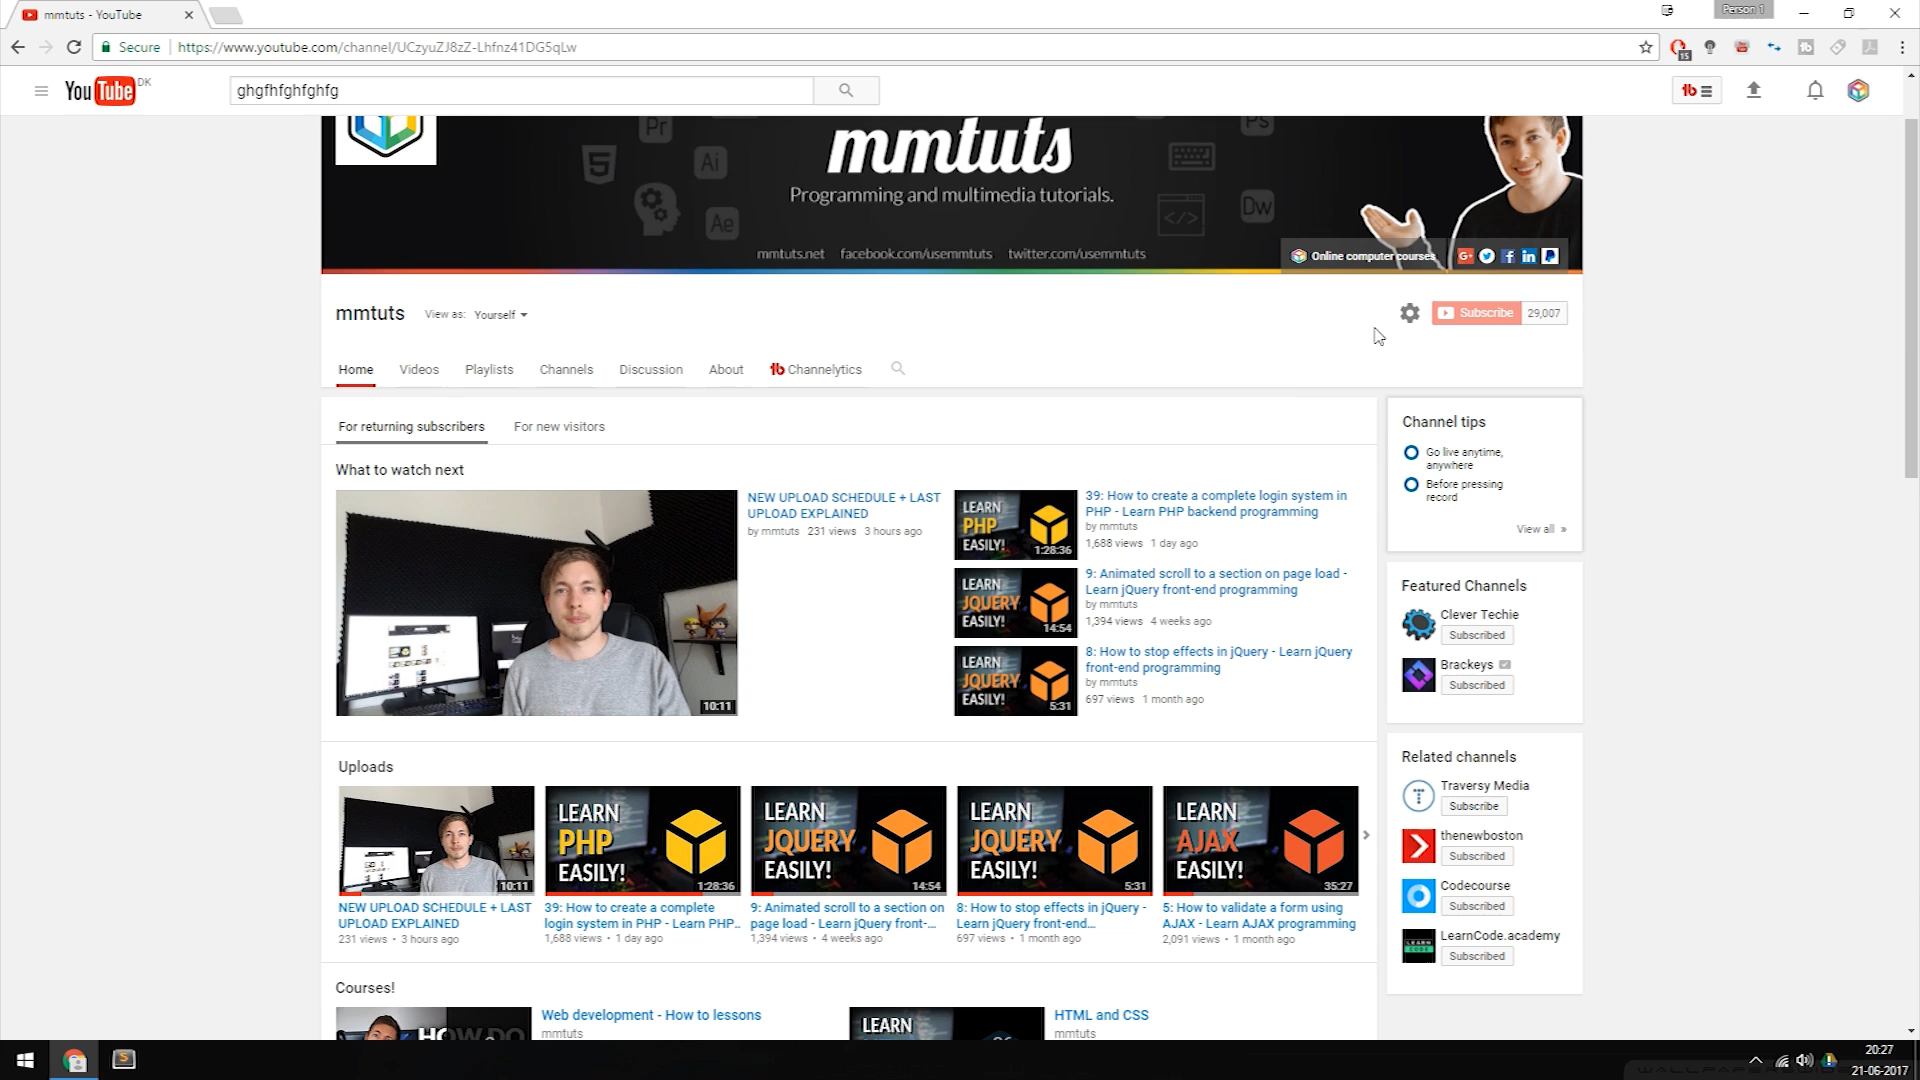 mmtuts - YouTube
Person 1
Secure
https://www.youtube.com/channel/UCzyuZJ8zZ-Lhfnz41DG5qLw
15
YouTube DK
ghgfhfghfghfg
Pr
Ps
5
Ai
Ae
Dw
</>
mmtuts
Programming and multimedia tutorials.
mmtuts.net facebook.com/usemmtuts twitter.com/usemmtuts
Online computer courses
mmtuts
View as: Yourself
Subscribe 29,007
Home Videos Playlists Channels Discussion About Channelytics
For returning subscribers For new visitors
What to watch next
10:11
NEW UPLOAD SCHEDULE + LAST
UPLOAD EXPLAINED
by mmtuts 231 views 3 hours ago
LEARN
PHP
EASILY!
1:28:36
39: How to create a complete login system in
PHP - Learn PHP backend programming
by mmtuts
1,688 views 1 day ago
LEARN
JQUERY
EASILY!
14:54
9: Animated scroll to a section on page load -
Learn jQuery front-end programming
by mmtuts
1,394 views 4 weeks ago
LEARN
JQUERY
EASILY!
5:31
8: How to stop effects in jQuery - Learn jQuery
front-end programming
by mmtuts
697 views 1 month ago
Uploads
10:11
NEW UPLOAD SCHEDULE + LAST
UPLOAD EXPLAINED
231 views • 3 hours ago
LEARN
PHP
EASILY!
1:28:36
39: How to create a complete
login system in PHP - Learn PHP...
1,688 views • 1 day ago
LEARN
JQUERY
EASILY!
14:54
9: Animated scroll to a section on
page load - Learn jQuery front-...
1,394 views • 4 weeks ago
LEARN
JQUERY
EASILY!
5:31
8: How to stop effects in jQuery -
Learn jQuery front-end...
697 views • 1 month ago
LEARN
AJAX
EASILY!
35:27
5: How to validate a form using
AJAX - Learn AJAX programming
2,091 views • 1 month ago
Courses!
HOW DO
Web development - How to lessons
mmtuts
LEARN
HTML and CSS
mmtuts
Channel tips
Go live anytime,
anywhere
Before pressing
record
View all »
Featured Channels
Clever Techie
Subscribed
Brackeys
Subscribed
Related channels
Traversy Media
Subscribe
thenewboston
Subscribed
Codecourse
Subscribed
LEARN
CODE
LearnCode.academy
Subscribed
20:27
21-06-2017